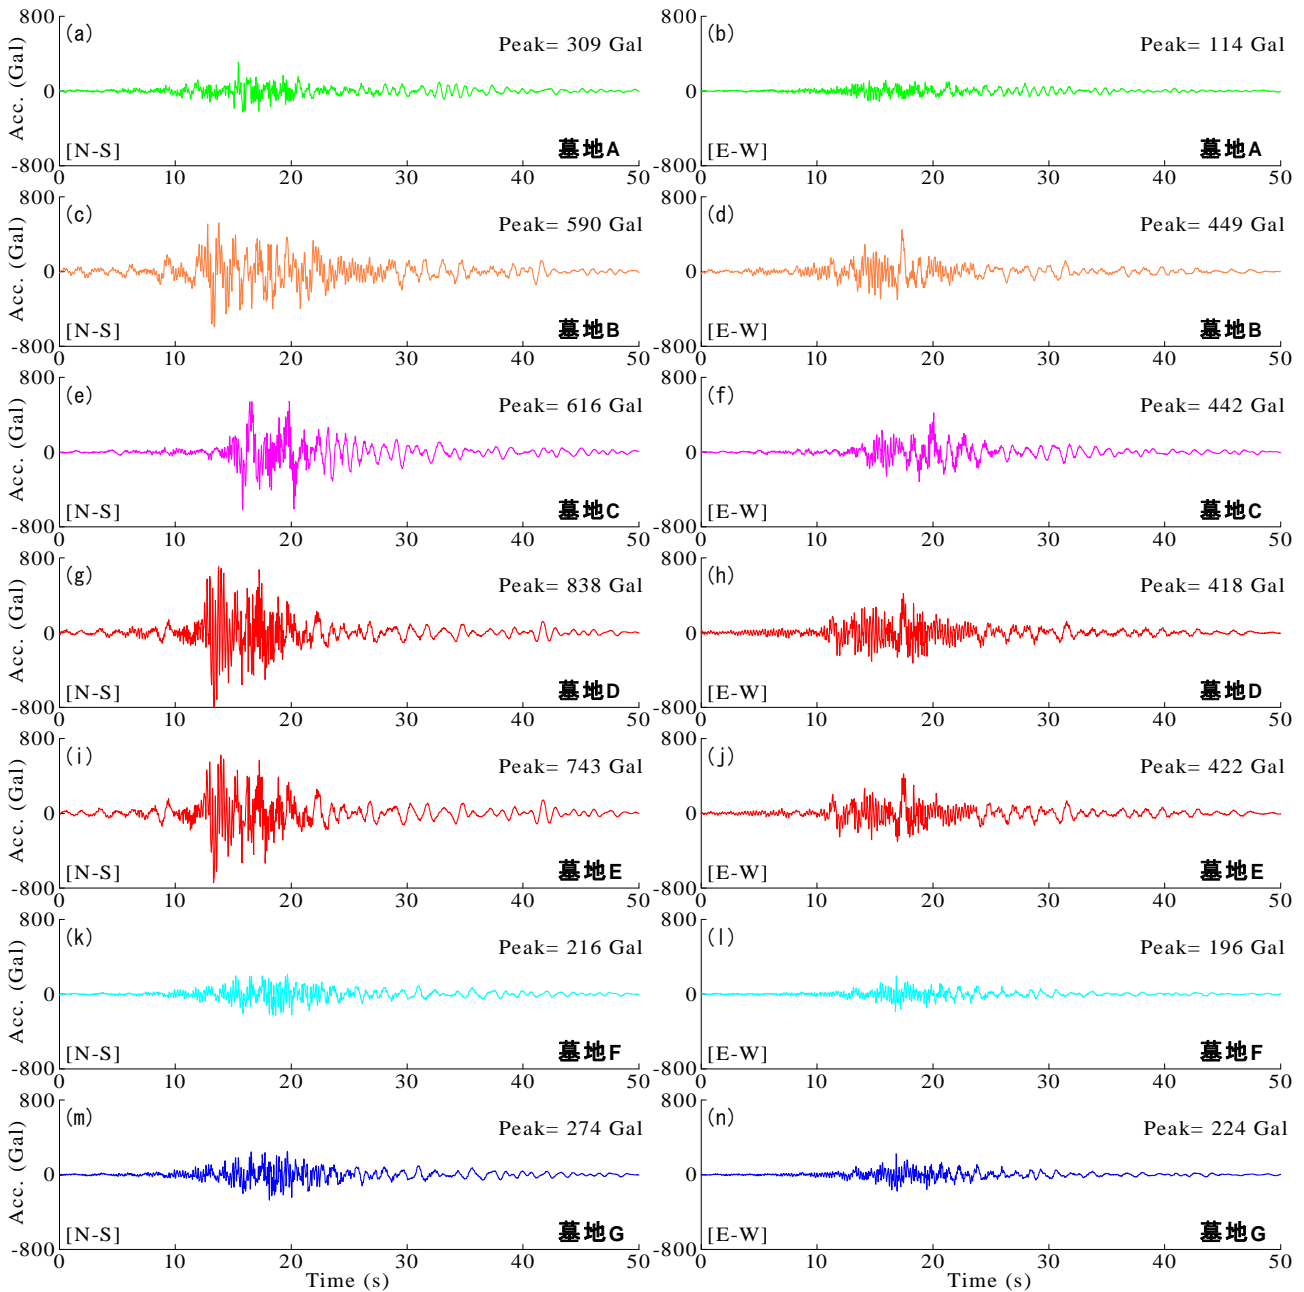 800
(a)
Peak= 309 Gal
Acc. (Gal)
0
[N-S]
墓地A
-800
0 10 20 30 40 50
800
(b)
Peak= 114 Gal
0
[E-W]
墓地A
-800
0 10 20 30 40 50
800
(c)
Peak= 590 Gal
Acc. (Gal)
0
[N-S]
墓地B
-800
0 10 20 30 40 50
800
(d)
Peak= 449 Gal
0
[E-W]
墓地B
-800
0 10 20 30 40 50
800
(e)
Peak= 616 Gal
Acc. (Gal)
0
[N-S]
墓地C
-800
0 10 20 30 40 50
800
(f)
Peak= 442 Gal
0
[E-W]
墓地C
-800
0 10 20 30 40 50
800
(g)
Peak= 838 Gal
Acc. (Gal)
0
[N-S]
墓地D
-800
0 10 20 30 40 50
800
(h)
Peak= 418 Gal
0
[E-W]
墓地D
-800
0 10 20 30 40 50
800
(i)
Peak= 743 Gal
Acc. (Gal)
0
[N-S]
墓地E
-800
0 10 20 30 40 50
800
(j)
Peak= 422 Gal
0
[E-W]
墓地E
-800
0 10 20 30 40 50
800
(k)
Peak= 216 Gal
Acc. (Gal)
0
[N-S]
墓地F
-800
0 10 20 30 40 50
800
(l)
Peak= 196 Gal
0
[E-W]
墓地F
-800
0 10 20 30 40 50
800
(m)
Peak= 274 Gal
Acc. (Gal)
0
[N-S]
墓地G
-800
0 10 20 30 40 50
Time (s)
800
(n)
Peak= 224 Gal
0
[E-W]
墓地G
-800
0 10 20 30 40 50
Time (s)